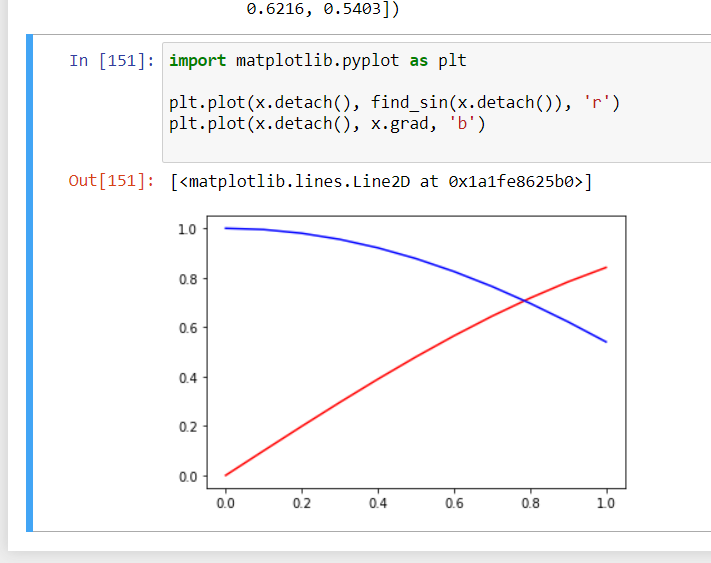 0.6216, 0.5403])
In [151]: import matplotlib.pyplot as plt
plt.plot(x.detach(), find_sin(x.detach()), 'r')
plt.plot(x.detach(), x.grad, 'b')
Out[151]: [<matplotlib.lines.Line2D at 0x1a1fe8625b0>]
1.0
0.8
0.6
0.4
0.2
0.0
0.0 0.2 0.4 0.6 0.8 1.0